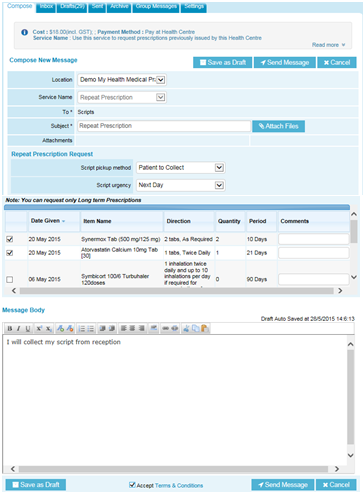 Compose Inbox Drafts(29) Sent Archive Group Messages Settings
Cost : $18.00(incl. GST); ; Payment Method : Pay at Health Centre
Service Name : Use this service to request prescriptions previously issued by this Health Centre
Read more
Compose New Message
Save as Draft Send Message Cancel
Location Demo My Health Medical Pra
Service Name Repeat Prescription
To * Scripts
Subject * Repeat Prescription Attach Files
Attachments
Repeat Prescription Request
Script pickup method Patient to Collect
Script urgency Next Day
Note: You can request only Long term Prescriptions
Date Given Item Name Direction Quantity Period Comments
20 May 2015 Synermox Tab (500 mg/125 mg) 2 tabs, As Required 2 10 Days
20 May 2015 Atorvastatin Calcium 10mg Tab [30] 1 tabs, Twice Daily 1 21 Days
06 May 2015 Symbicort 100/6 Turbuhaler 120doses
1 inhalation twice
daily and up to 10
inhalations per day
if required for
0 90 Days
Message Body
Draft Auto Saved at 26/5/2015 14:6:13
B I U X² X₂
I will collect my script from reception
Save as Draft Accept Terms & Conditions Send Message Cancel